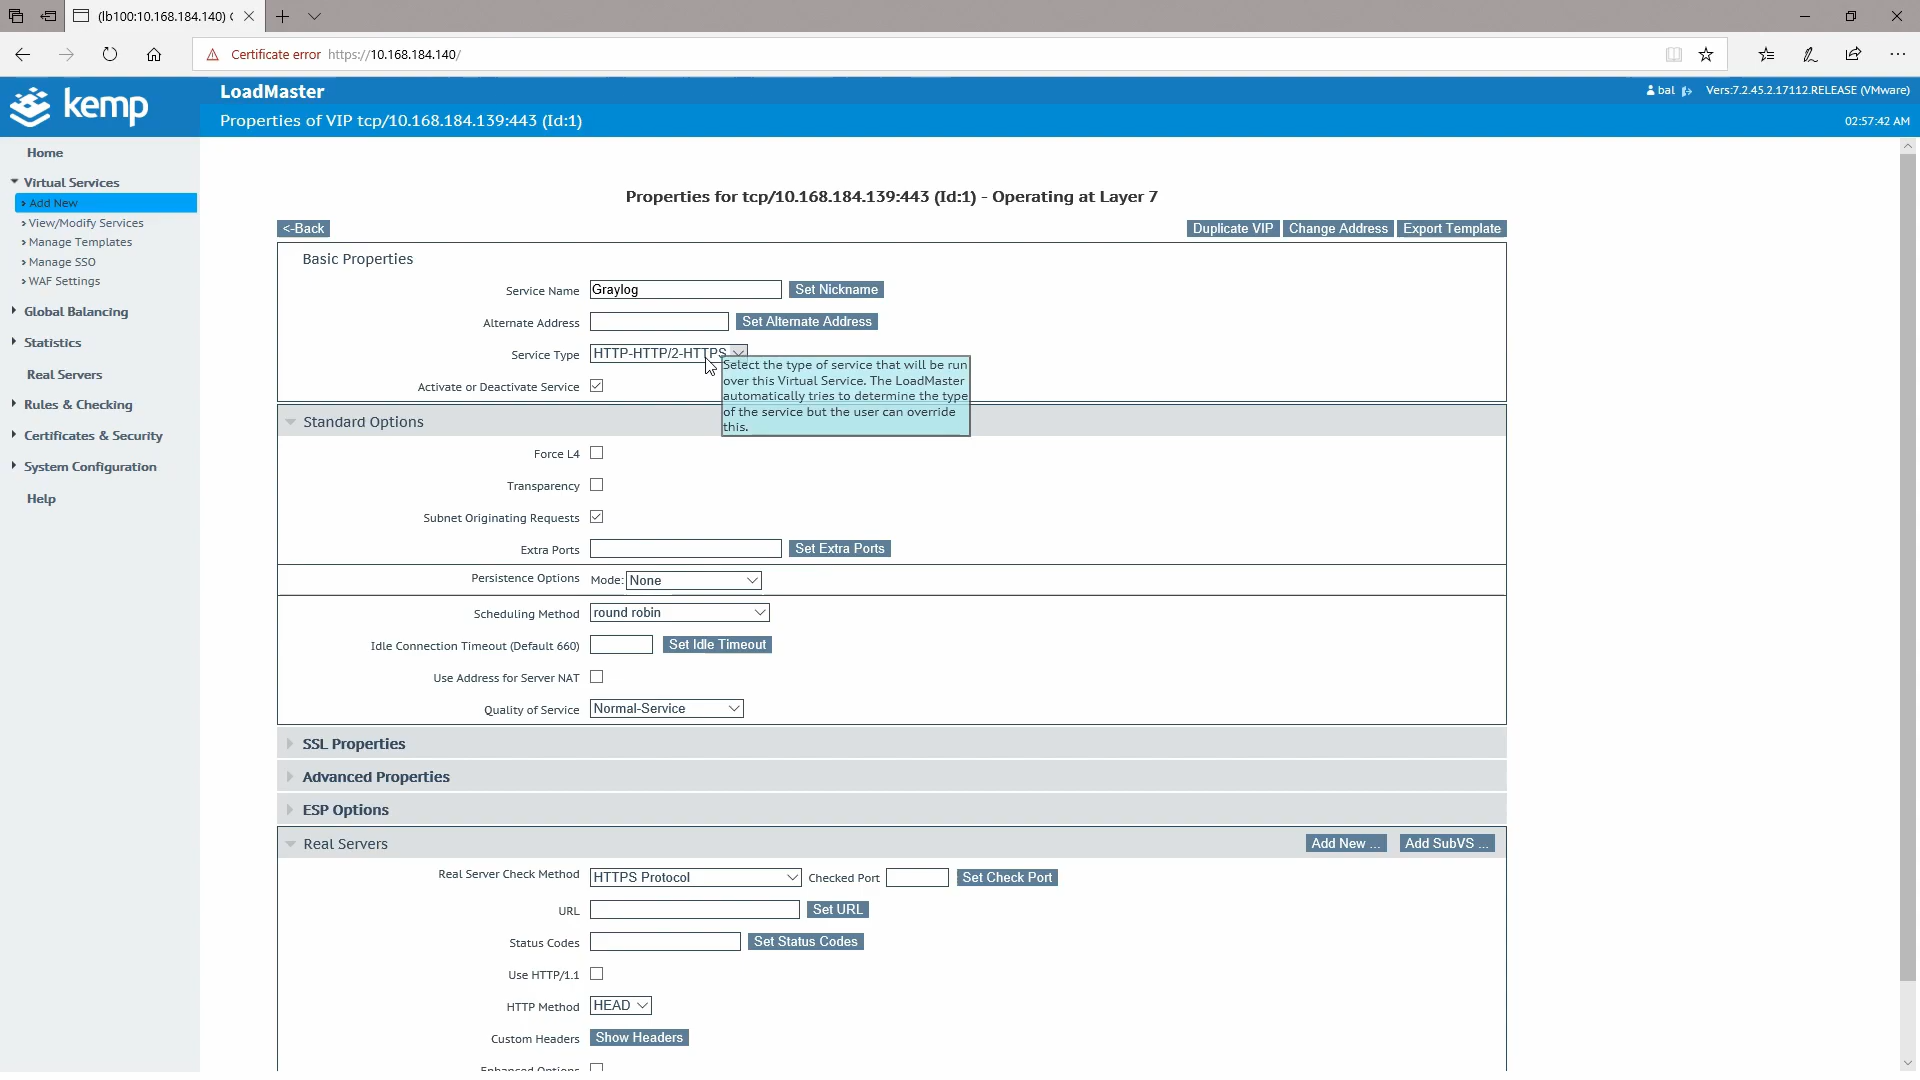 (lb100:10.168.184.140) (
Certificate error https://10.168.184.140/
kemp
LoadMaster
bal
Vers:7.2.45.2.17112.RELEASE (VMware)
Properties of VIP tcp/10.168.184.139:443 (Id:1)
02:57:42 AM
Home
Virtual Services
Add New
View/Modify Services
Manage Templates
Manage SSO
WAF Settings
Global Balancing
Statistics
Real Servers
Rules & Checking
Certificates & Security
System Configuration
Help
Properties for tcp/10.168.184.139:443 (Id:1) - Operating at Layer 7
<-Back
Duplicate VIP
Change Address
Export Template
Basic Properties
Service Name Graylog Set Nickname
Alternate Address Set Alternate Address
Service Type HTTP-HTTP/2-HTTPS
Select the type of service that will be run
over this Virtual Service. The LoadMaster
automatically tries to determine the type
of the service but the user can override
this.
Activate or Deactivate Service
Standard Options
Force L4
Transparency
Subnet Originating Requests
Extra Ports Set Extra Ports
Persistence Options Mode: None
Scheduling Method round robin
Idle Connection Timeout (Default 660) Set Idle Timeout
Use Address for Server NAT
Quality of Service Normal-Service
SSL Properties
Advanced Properties
ESP Options
Real Servers
Add New ...
Add SubVS ...
Real Server Check Method HTTPS Protocol Checked Port Set Check Port
URL Set URL
Status Codes Set Status Codes
Use HTTP/1.1
HTTP Method HEAD
Custom Headers Show Headers
Enhanced Options